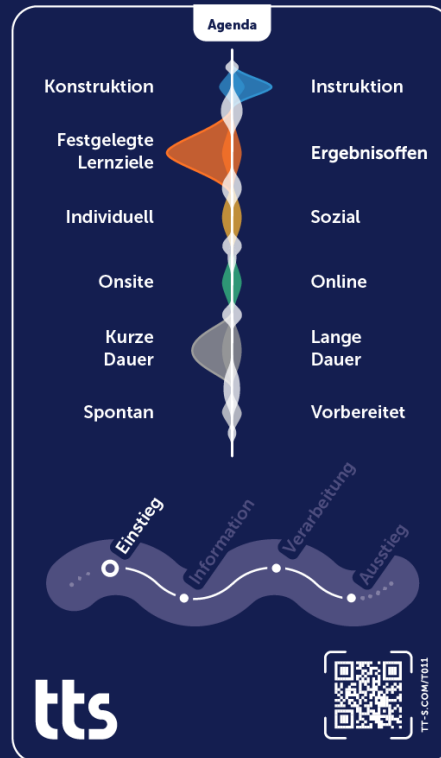 Agenda
Konstruktion
Instruktion
Festgelegte
Lernziele
Ergebnisoffen
Individuell
Sozial
Onsite
Online
Kurze
Dauer
Lange
Dauer
Spontan
Vorbereitet
Einstieg
Information
Verarbeitung
Ausstieg
tts
TT-S.COM/T011